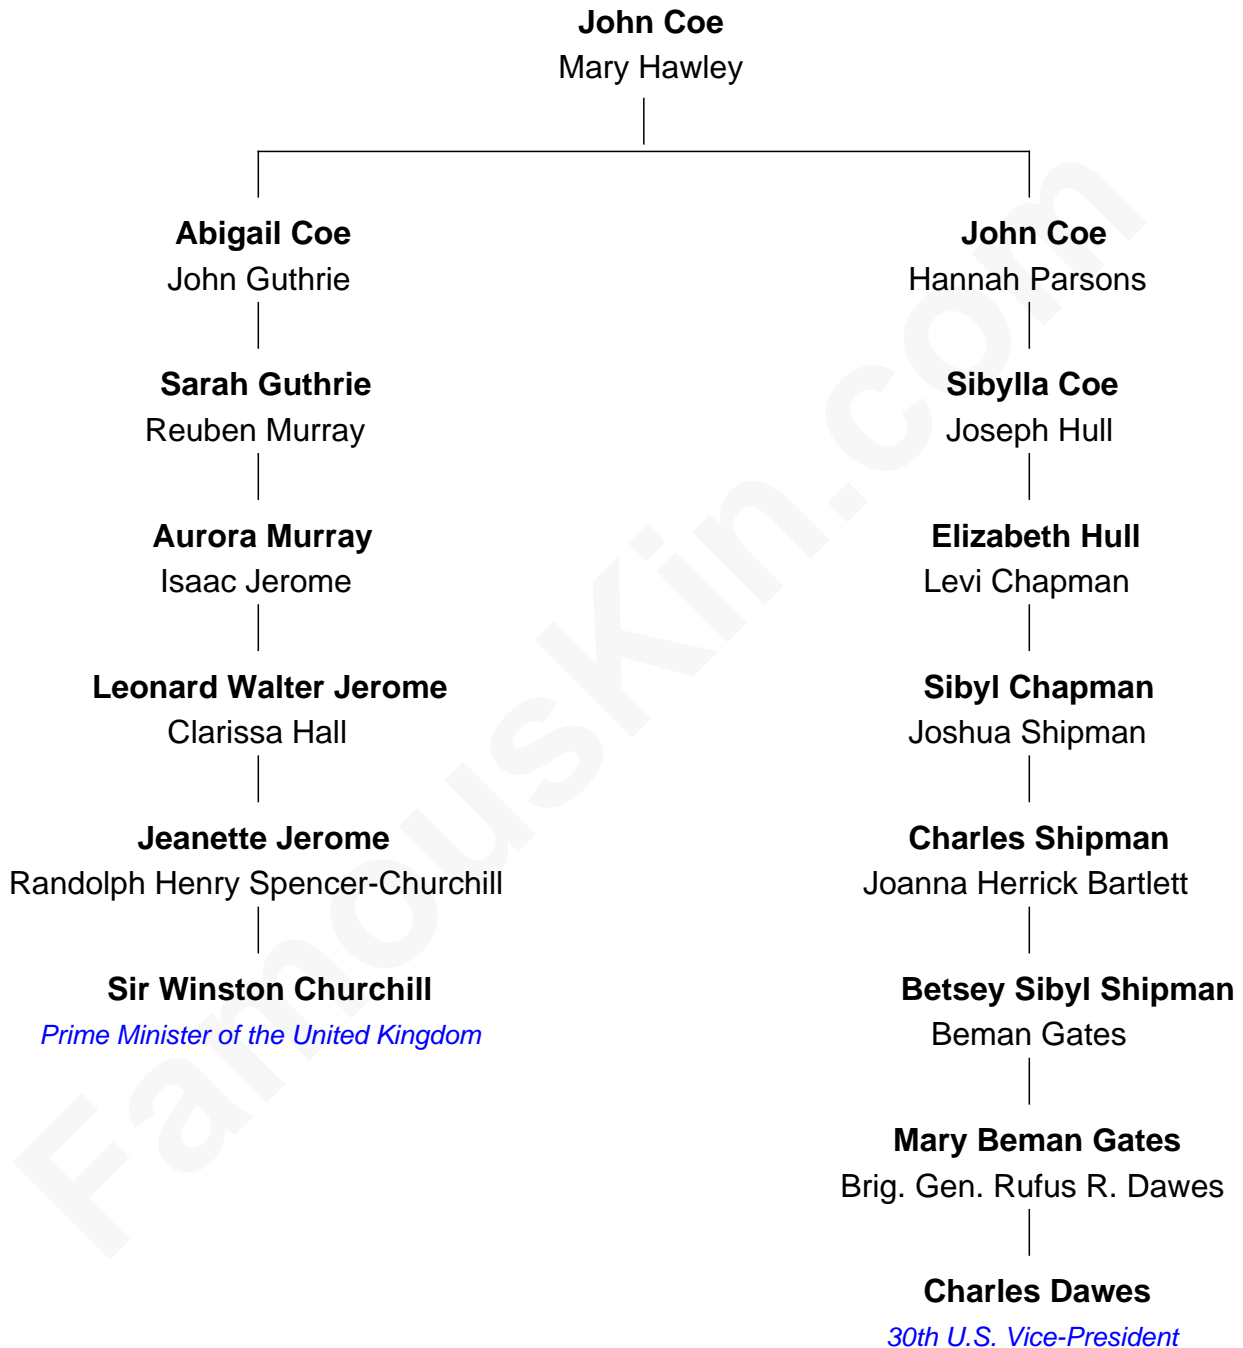 John Coe
Mary Hawley
Abigail Coe
John Guthrie
Sarah Guthrie
Reuben Murray
Aurora Murray
Isaac Jerome
Leonard Walter Jerome
Clarissa Hall
Jeanette Jerome
Randolph Henry Spencer-Churchill
Sir Winston Churchill
Prime Minister of the United Kingdom
John Coe
Hannah Parsons
Sibylla Coe
Joseph Hull
Elizabeth Hull
Levi Chapman
Sibyl Chapman
Joshua Shipman
Charles Shipman
Joanna Herrick Bartlett
Betsey Sibyl Shipman
Beman Gates
Mary Beman Gates
Brig. Gen. Rufus R. Dawes
Charles Dawes
30th U.S. Vice-President
FamousKin.com